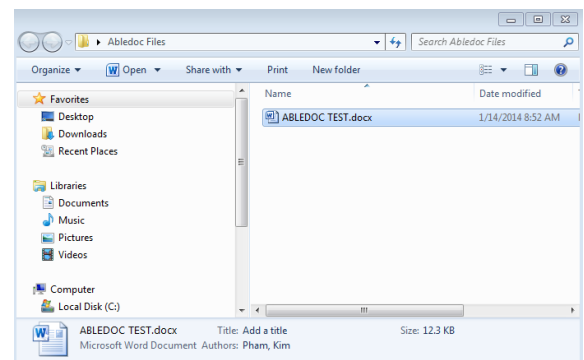 Abledoc Files
Search Abledoc Files
Organize
Open
Share with
Print
New folder
Favorites
Desktop
Downloads
Recent Places
Libraries
Documents
Music
Pictures
Videos
Computer
Local Disk (C:)
Name
Date modified
ABLEDOC TEST.docx
1/14/2014 8:52 AM
ABLEDOC TEST.docx Title: Add a title Size: 12.3 KB
Microsoft Word Document Authors: Pham, Kim